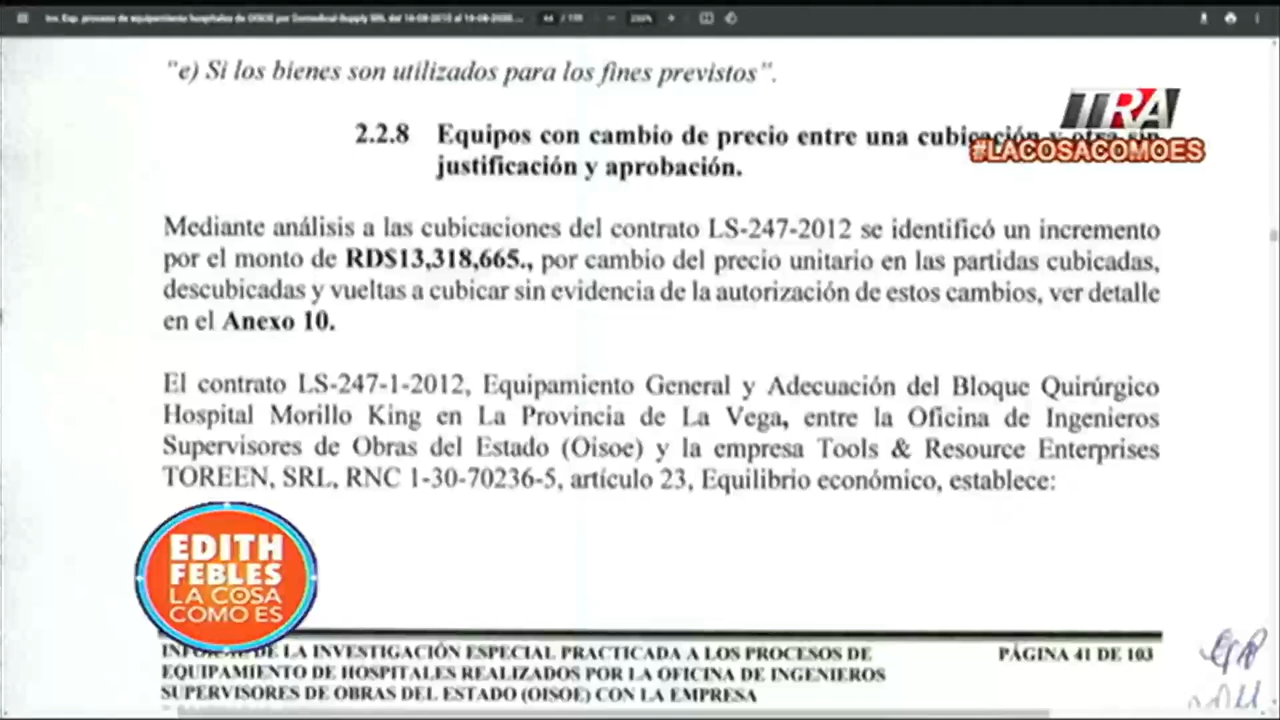 "e) Si los bienes son utilizados para los fines previstos".
TRA
#LACOSACOMOES
2.2.8 Equipos con cambio de precio entre una cubicación y otra sin
justificación y aprobación.
Mediante análisis a las cubicaciones del contrato LS-247-2012 se identificó un incremento
por el monto de RD$13,318,665., por cambio del precio unitario en las partidas cubicadas,
descubicadas y vueltas a cubicar sin evidencia de la autorización de estos cambios, ver detalle
en el Anexo 10.
El contrato LS-247-1-2012, Equipamiento General y Adecuación del Bloque Quirúrgico
Hospital Morillo King en La Provincia de La Vega, entre la Oficina de Ingenieros
Supervisores de Obras del Estado (Oisoe) y la empresa Tools & Resource Enterprises
TOREEN, SRL, RNC 1-30-70236-5, artículo 23, Equilibrio económico, establece:
EDITH
FEBLES
LA COSA
COMO ES
INFORME DE LA INVESTIGACIÓN ESPECIAL PRACTICADA A LOS PROCESOS DE
EQUIPAMIENTO DE HOSPITALES REALIZADOS POR LA OFICINA DE INGENIEROS
SUPERVISORES DE OBRAS DEL ESTADO (OISOE) CON LA EMPRESA
PÁGINA 41 DE 103